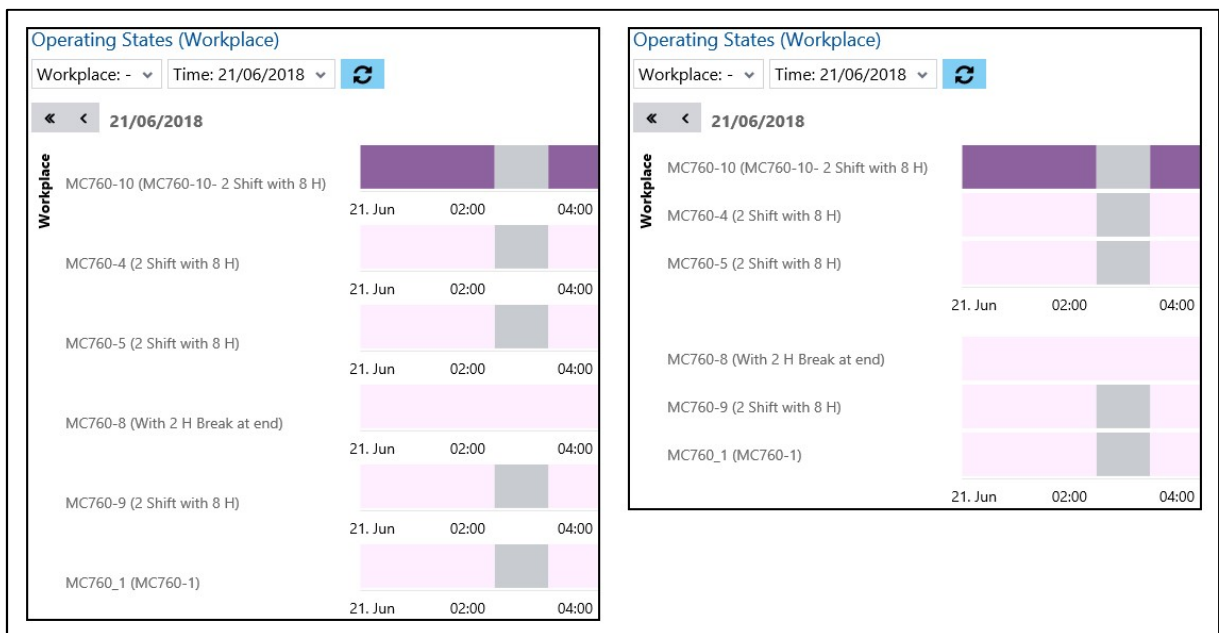 Operating States (Workplace)
Workplace: - Time: 21/06/2018
21/06/2018
Workplace
MC760-10 (MC760-10- 2 Shift with 8 H)
21. Jun 02:00 04:00
MC760-4 (2 Shift with 8 H)
21. Jun 02:00 04:00
MC760-5 (2 Shift with 8 H)
21. Jun 02:00 04:00
MC760-8 (With 2 H Break at end)
21. Jun 02:00 04:00
MC760-9 (2 Shift with 8 H)
21. Jun 02:00 04:00
MC760_1 (MC760-1)
21. Jun 02:00 04:00
Operating States (Workplace)
Workplace: - Time: 21/06/2018
21/06/2018
Workplace
MC760-10 (MC760-10- 2 Shift with 8 H)
MC760-4 (2 Shift with 8 H)
MC760-5 (2 Shift with 8 H)
21. Jun 02:00 04:00
MC760-8 (With 2 H Break at end)
MC760-9 (2 Shift with 8 H)
MC760_1 (MC760-1)
21. Jun 02:00 04:00